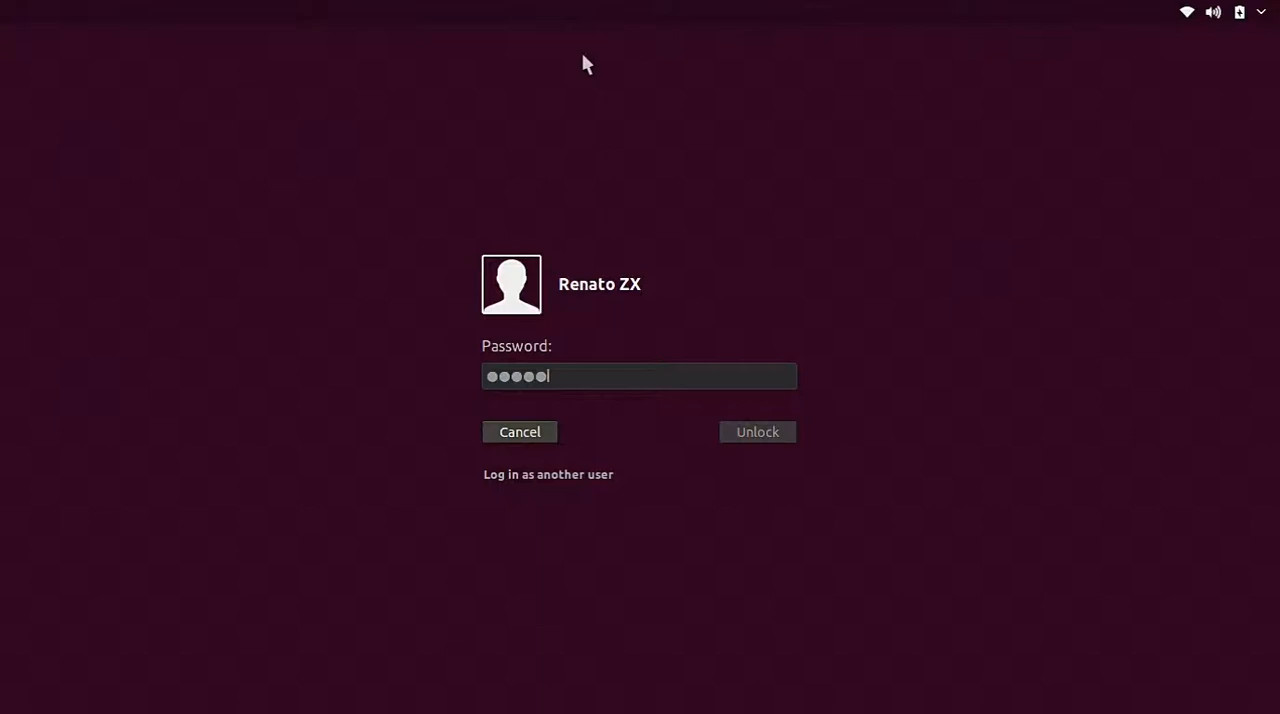 Renato ZX
Password:
Cancel
Unlock
Log in as another user